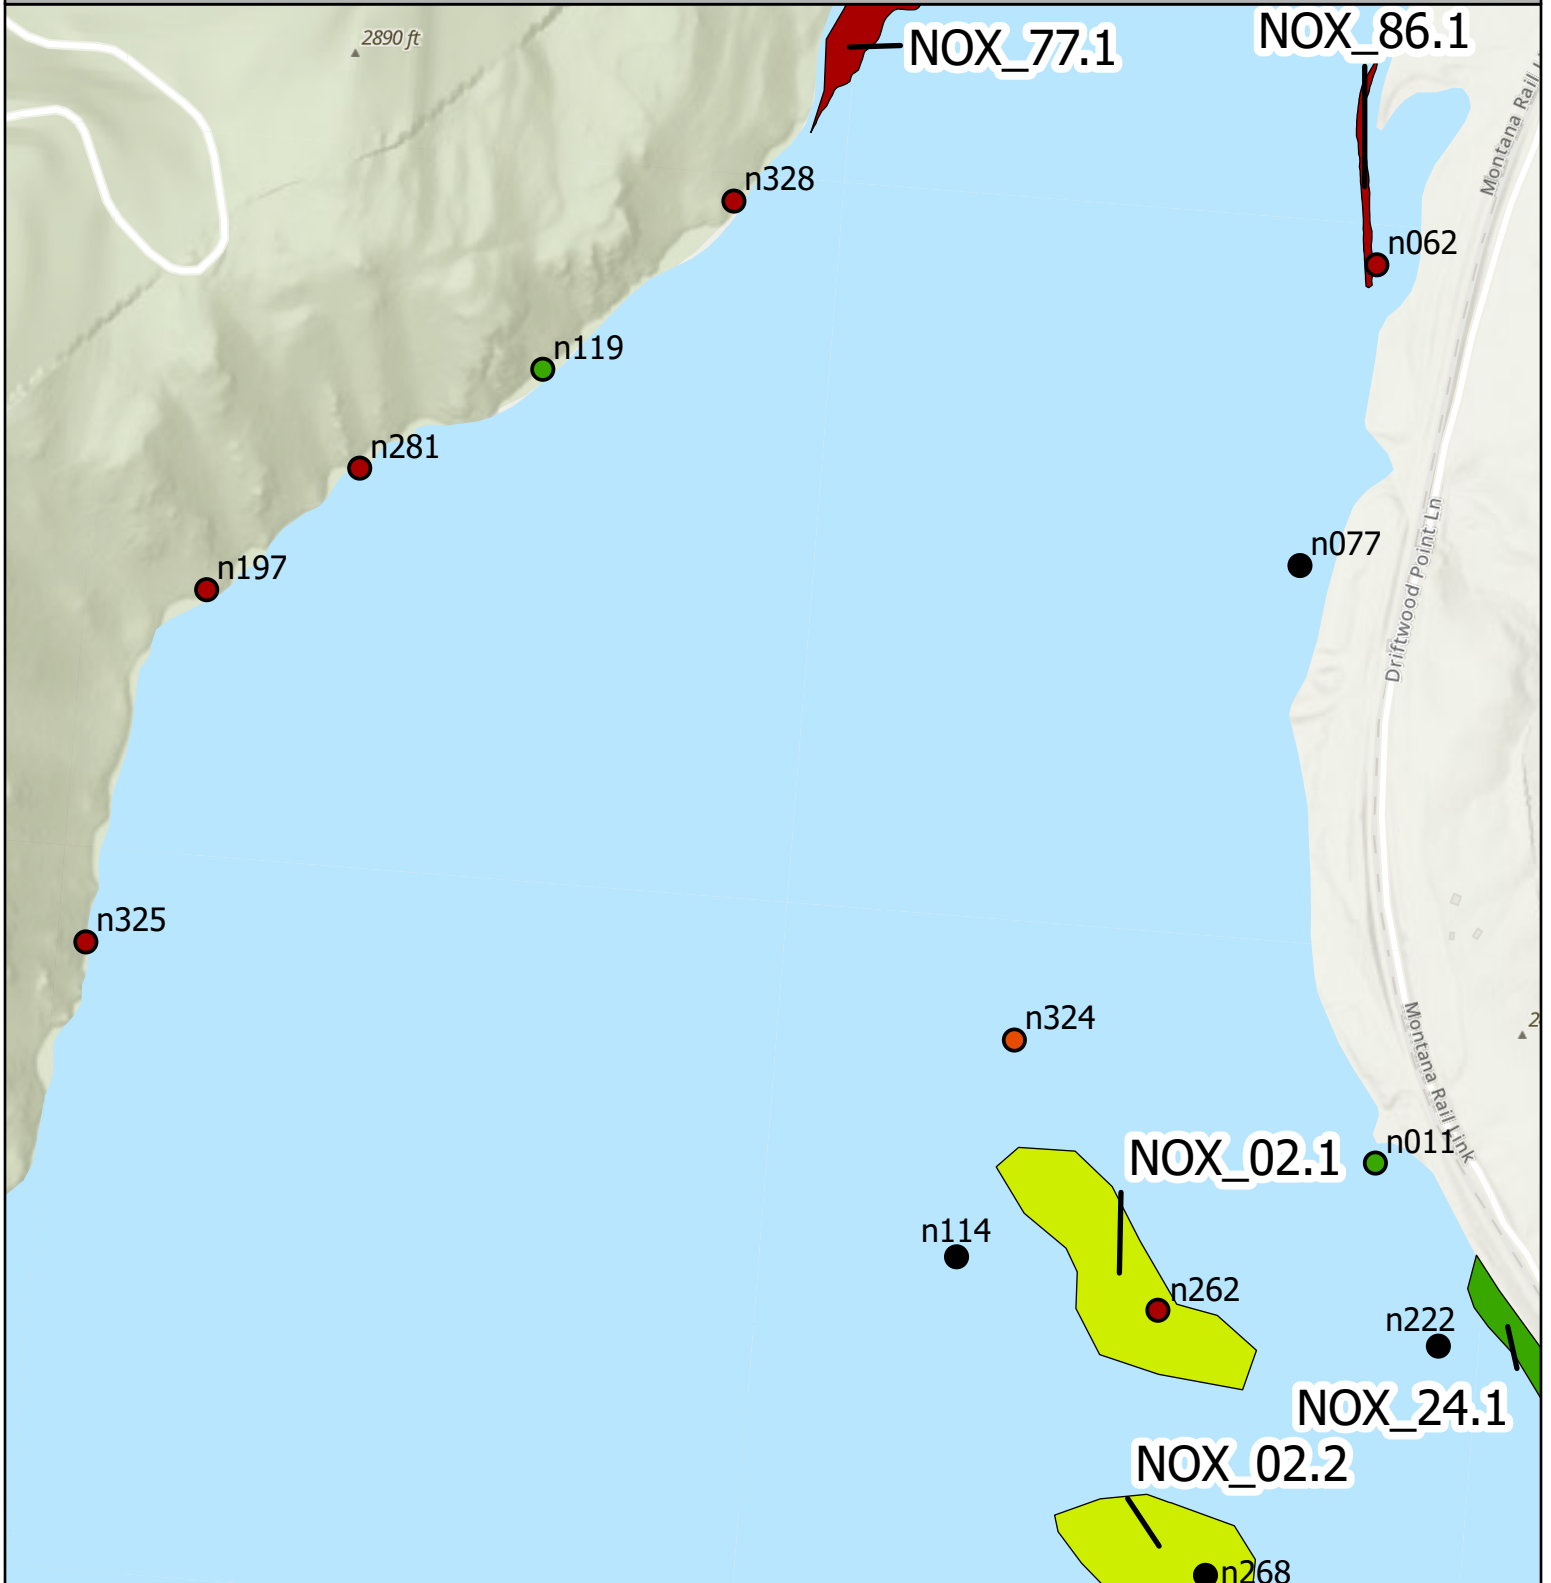 2890 ft
NOX_77.1
NOX_86.1
Montana Rail
n328
n062
n119
n281
n077
n197
Driftwood Point Ln
n325
n324
Montana Rail Link
n011
NOX_02.1
n114
n262
n222
NOX_24.1
NOX_02.2
n268